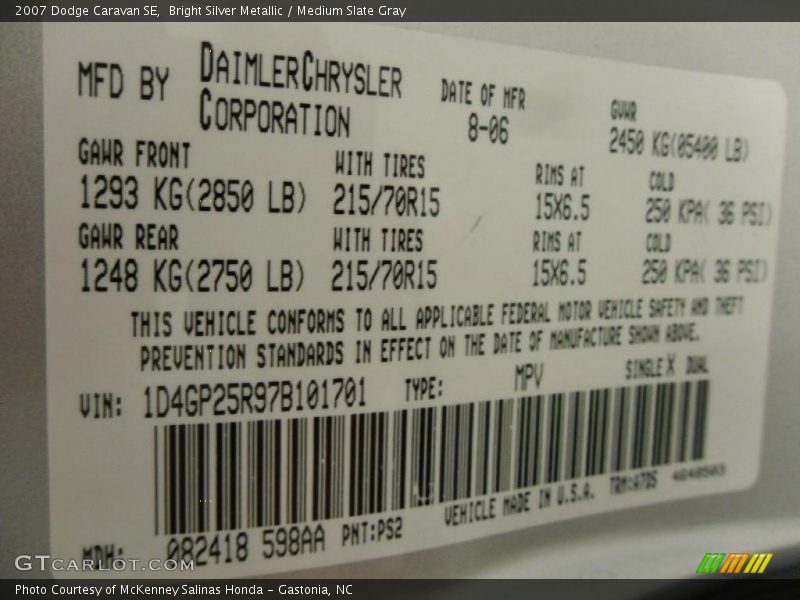 2007 Dodge Caravan SE, Bright Silver Metallic / Medium Slate Gray
MFD BY DAIMLERCHRYSLER CORPORATION
DATE OF MFR 8-06
GVWR 2450 KG(05400 LB)
GAWR FRONT WITH TIRES RIMS AT COLD
1293 KG(2850 LB) 215/70R15 15X6.5 250 KPA( 36 PSI)
GAWR REAR WITH TIRES RIMS AT COLD
1248 KG(2750 LB) 215/70R15 15X6.5 250 KPA( 36 PSI)
THIS VEHICLE CONFORMS TO ALL APPLICABLE FEDERAL MOTOR VEHICLE SAFETY AND THEFT
PREVENTION STANDARDS IN EFFECT ON THE DATE OF MANUFACTURE SHOWN ABOVE.
VIN: 1D4GP25R97B101701 TYPE: MPV SINGLE X DUAL
MDH: 082418 598AA PNT:PS2 VEHICLE MADE IN U.S.A. TRM:A7DS
GTCARLOT.COM
Photo Courtesy of McKenney Salinas Honda - Gastonia, NC